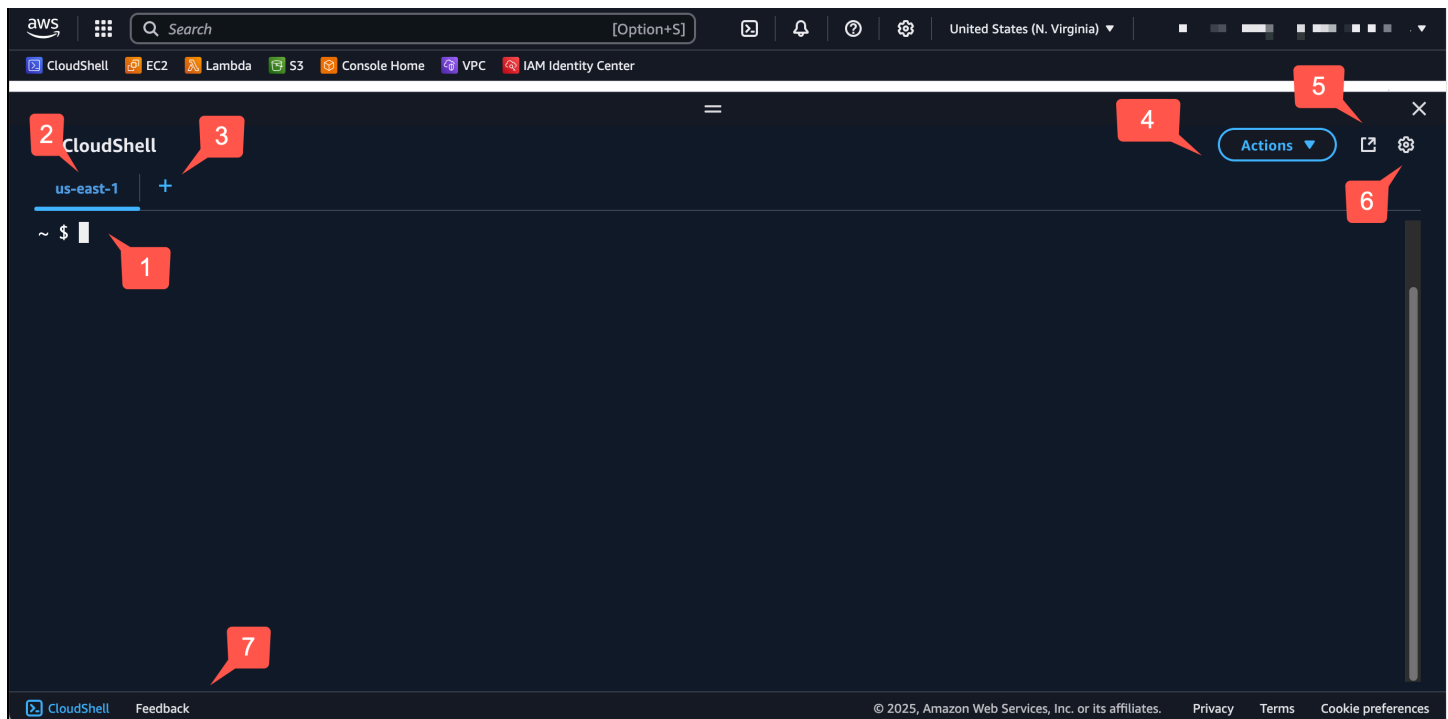 aws Search [Option+S] United States (N. Virginia)
CloudShell EC2 Lambda S3 Console Home VPC IAM Identity Center
5
4
2 CloudShell 3 Actions
us-east-1 +
6
~ $
1
7
CloudShell Feedback © 2025, Amazon Web Services, Inc. or its affiliates. Privacy Terms Cookie preferences